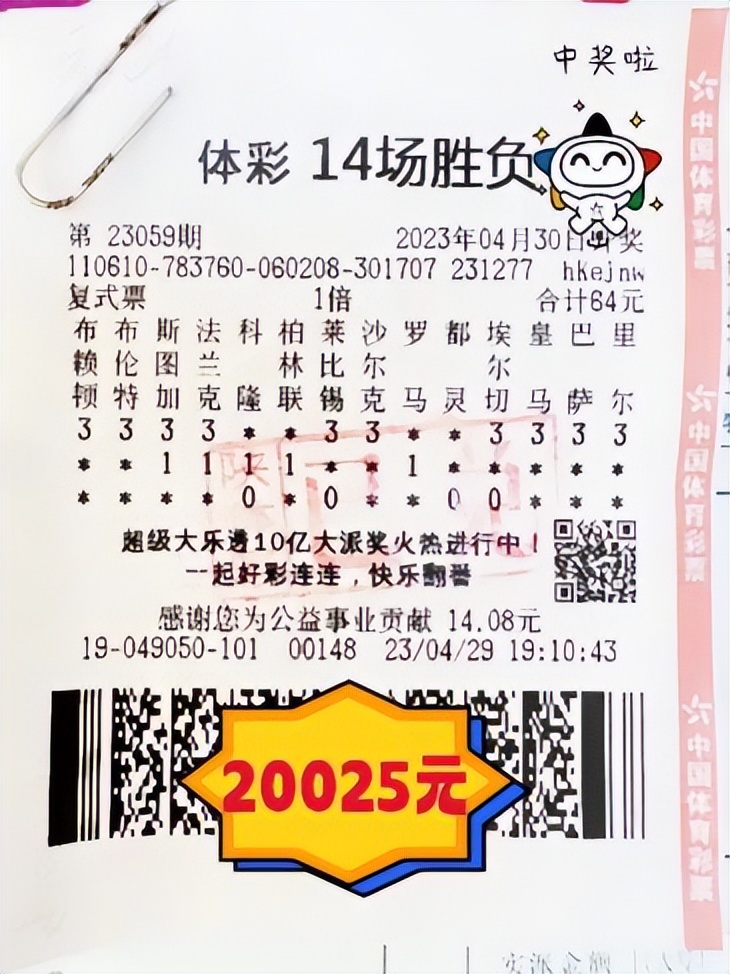 中奖啦
体彩 14场胜负
第 23059期 2023年04月30日开奖
110610-783760-060208-301707 231277 hkejnw
复式票 1倍 合计64元
布 布 斯 法 科 柏 莱 沙 罗 都 埃 皇 巴 里
赖 伦 图 兰 林 比 尔 尔
顿 特 加 克 隆 联 锡 克 马 灵 切 马 萨 尔
3 3 3 3 * * 3 3 * * 3 3 3 3
* * 1 1 1 1 * * 1 * * * * *
* * * * 0 * 0 * * 0 0 * * *
超级大乐透10亿大派奖火热进行中！
一起好彩连连，快乐翻番
感谢您为公益事业贡献 14.08元
19-049050-101 00148 23/04/29 19:10:43
20025元
中国体育彩票
中国体育彩票
中国体育彩票